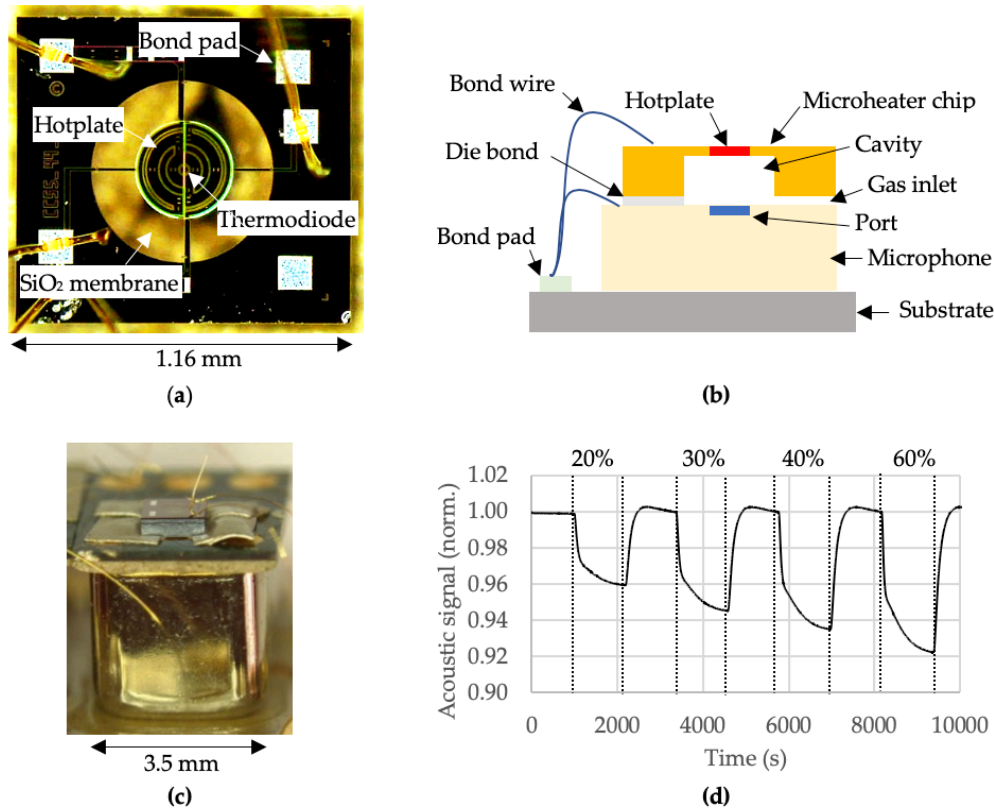 Bond pad
Hotplate
Thermodiode
SiO₂ membrane
1.16 mm
(a)
Bond wire
Hotplate
Microheater chip
Cavity
Die bond
Gas inlet
Port
Bond pad
Microphone
Substrate
(b)
3.5 mm
(c)
20% 30% 40% 60%
Acoustic signal (norm.)
1.02
1.00
0.98
0.96
0.94
0.92
0.90
0 2000 4000 6000 8000 10000
Time (s)
(d)